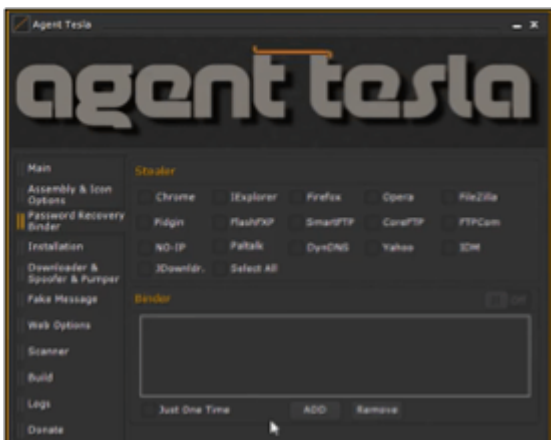 Agent Tesla
agent tesla
Main
Assembly & Icon
Options
Password Recovery
Binder
Installation
Downloader &
Spoofer & Pumper
Fake Message
Web Options
Scanner
Build
Logs
Donate
Stealer
Chrome IExplorer Firefox Opera FileZilla
Pidgin FlashFXP SmartFTP CoreFTP FTPCom
NO-IP Paltalk DynDNS Yahoo IDM
JDownldr. Select All
Binder Off
Just One Time ADD Remove